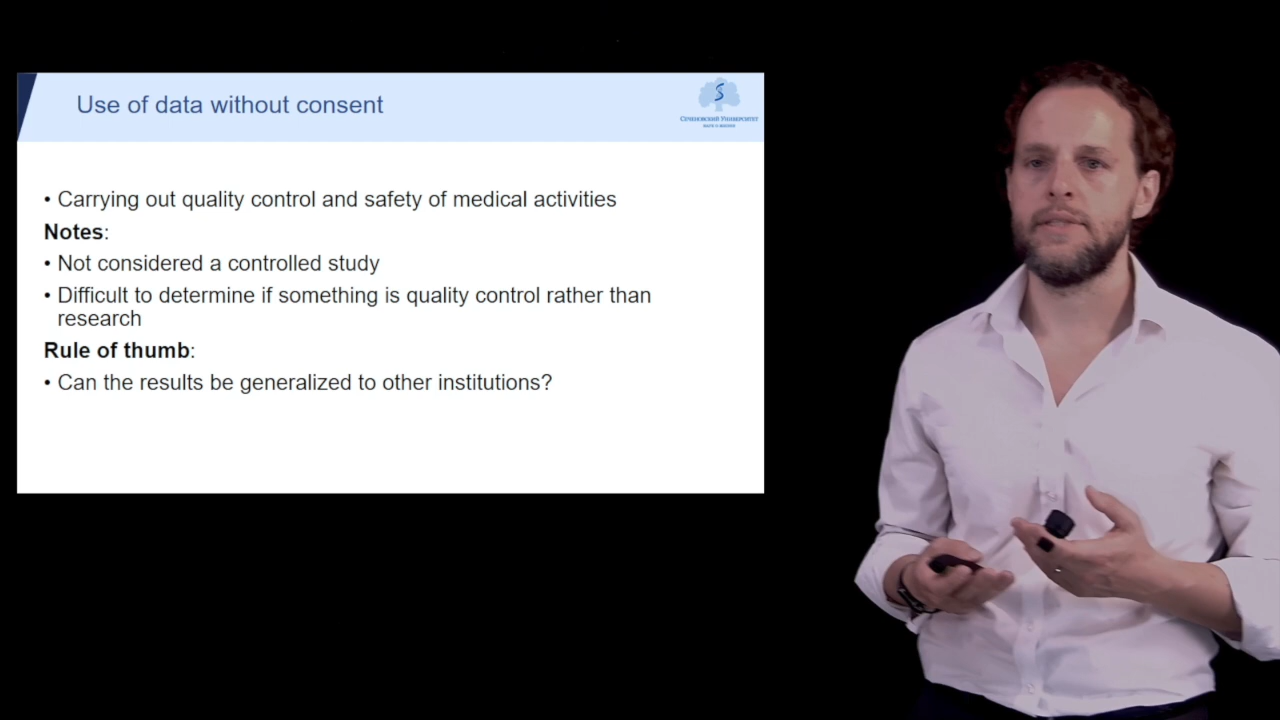 Use of data without consent
Сеченовский Университет
• Carrying out quality control and safety of medical activities
Notes:
• Not considered a controlled study
• Difficult to determine if something is quality control rather than
research
Rule of thumb:
• Can the results be generalized to other institutions?